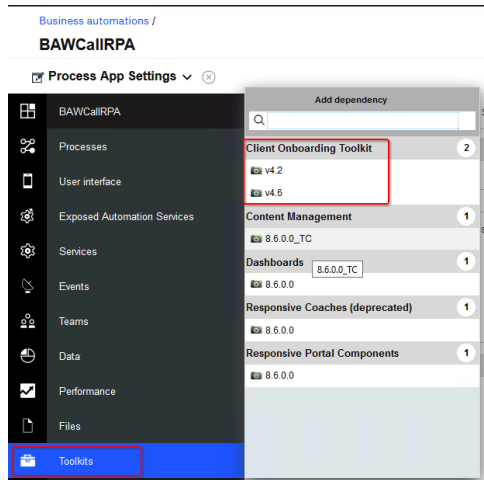 Business automations /
BAWCallRPA
Process App Settings
BAWCallRPA
Processes
User interface
Exposed Automation Services
Services
Events
Teams
Data
Performance
Files
Toolkits
Add dependency
Client Onboarding Toolkit 2
v4.2
v4.6
Content Management 1
8.6.0.0_TC
Dashboards 1
8.6.0.0_TC
8.6.0.0
Responsive Coaches (deprecated) 1
8.6.0.0
Responsive Portal Components 1
8.6.0.0